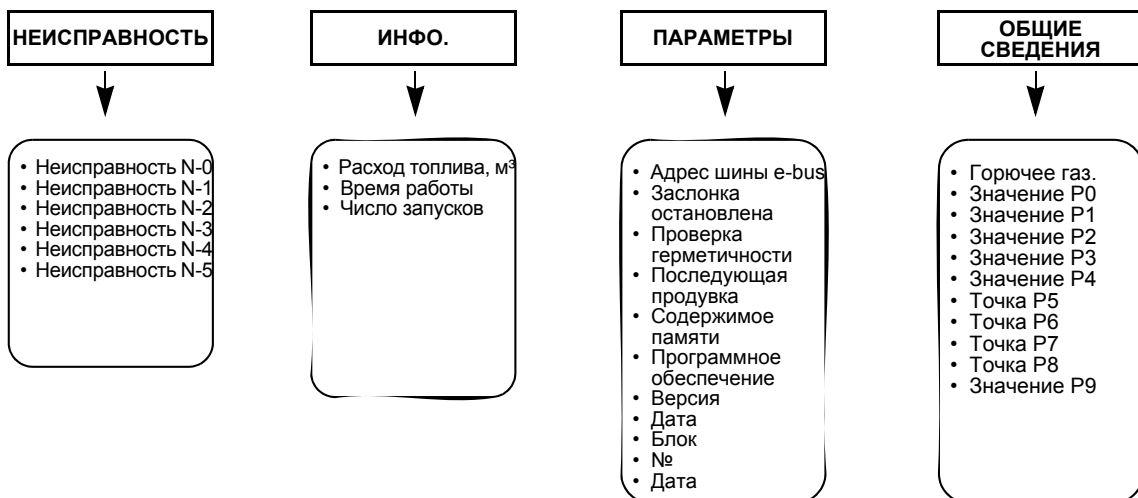 НЕИСПРАВНОСТЬ
• Неисправность N-0
• Неисправность N-1
• Неисправность N-2
• Неисправность N-3
• Неисправность N-4
• Неисправность N-5
ИНФО.
• Расход топлива, м³
• Время работы
• Число запусков
ПАРАМЕТРЫ
• Адрес шины e-bus
• Заслонка
остановлена
• Проверка
герметичности
• Последующая
продувка
• Содержимое
памяти
• Программное
обеспечение
• Версия
• Дата
• Блок
• №
• Дата
ОБЩИЕ
СВЕДЕНИЯ
• Горючее газ.
• Значение P0
• Значение P1
• Значение P2
• Значение P3
• Значение P4
• Точка P5
• Точка P6
• Точка P7
• Точка P8
• Значение P9